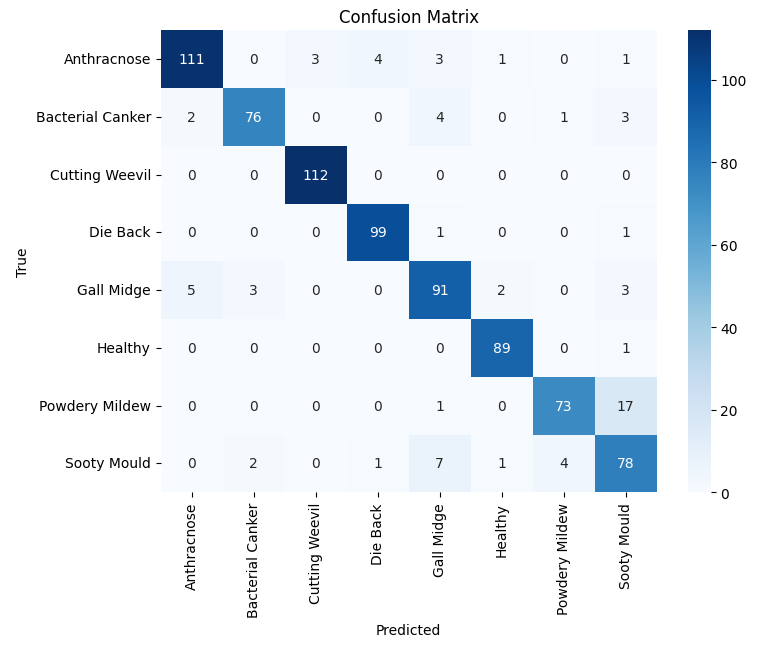 Confusion Matrix
Anthracnose 111 0 3 4 3 1 0 1
Bacterial Canker 2 76 0 0 4 0 1 3
Cutting Weevil 0 0 112 0 0 0 0 0
Die Back 0 0 0 99 1 0 0 1
Gall Midge 5 3 0 0 91 2 0 3
Healthy 0 0 0 0 0 89 0 1
Powdery Mildew 0 0 0 0 1 0 73 17
Sooty Mould 0 2 0 1 7 1 4 78
True
Anthracnose
Bacterial Canker
Cutting Weevil
Die Back
Gall Midge
Healthy
Powdery Mildew
Sooty Mould
Predicted
100
80
60
40
20
0